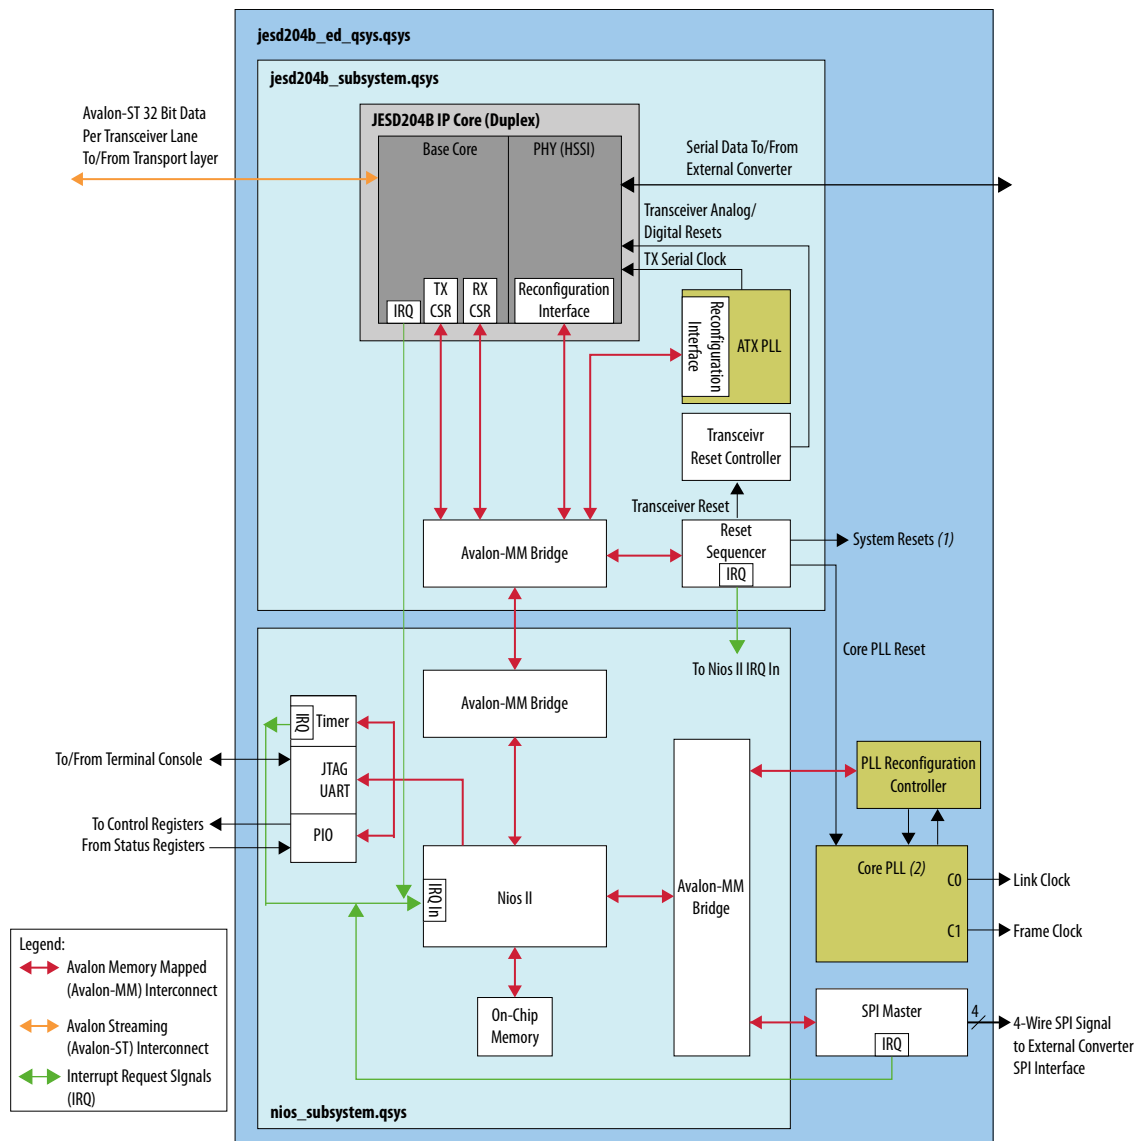 jesd204b_ed_qsys.qsys
jesd204b_subsystem.qsys
Avalon-ST 32 Bit Data
Per Transceiver Lane
To/From Transport layer
JESD204B IP Core (Duplex)
Base Core
PHY (HSSI)
Serial Data To/From
External Converter
Transceiver Analog/
Digital Resets
TX Serial Clock
IRQ
TX
CSR
RX
CSR
Reconfiguration
Interface
Reconfiguration
Interface
ATX PLL
Transceivr
Reset Controller
Transceiver Reset
Avalon-MM Bridge
Reset
Sequencer
IRQ
System Resets (1)
Core PLL Reset
To Nios II IRQ In
Avalon-MM Bridge
IRQ
Timer
To/From Terminal Console
JTAG
UART
To Control Registers
From Status Registers
PIO
PLL Reconfiguration
Controller
Core PLL (2)
C0
Link Clock
C1
Frame Clock
IRQ In
Nios II
Avalon-MM
Bridge
On-Chip
Memory
SPI Master
IRQ
4
4-Wire SPI Signal
to External Converter
SPI Interface
Legend:
Avalon Memory Mapped
(Avalon-MM) Interconnect
Avalon Streaming
(Avalon-ST) Interconnect
Interrupt Request SIgnals
(IRQ)
nios_subsystem.qsys